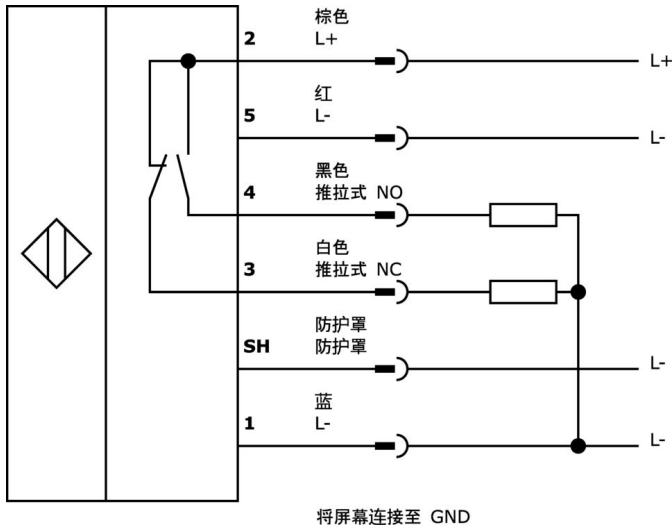 棕色
2 L+
L+
红
5 L-
L-
黑色
4 推拉式 NO
白色
3 推拉式 NC
防护罩
SH 防护罩
L-
蓝
1 L-
L-
将屏幕连接至 GND